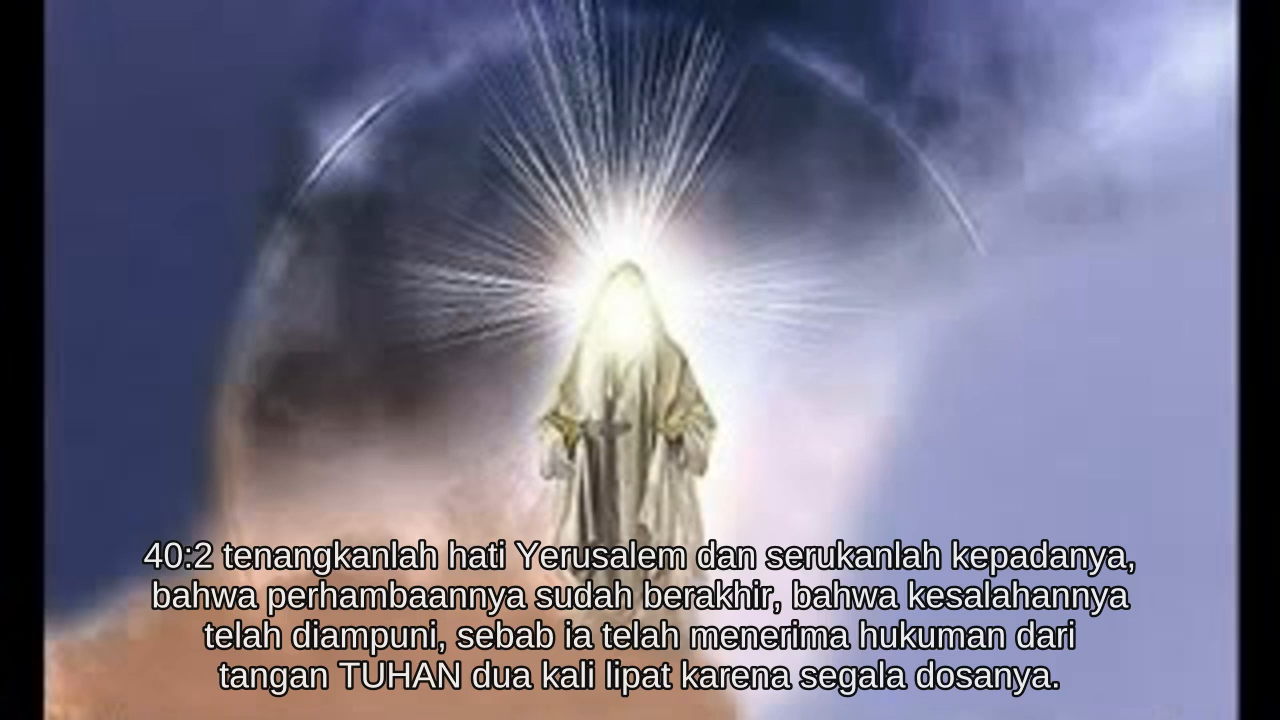 40:2 tenangkanlah hati Yerusalem dan serukanlah kepadanya,
bahwa perhambaannya sudah berakhir, bahwa kesalahannya
telah diampuni, sebab ia telah menerima hukuman dari
tangan TUHAN dua kali lipat karena segala dosanya.